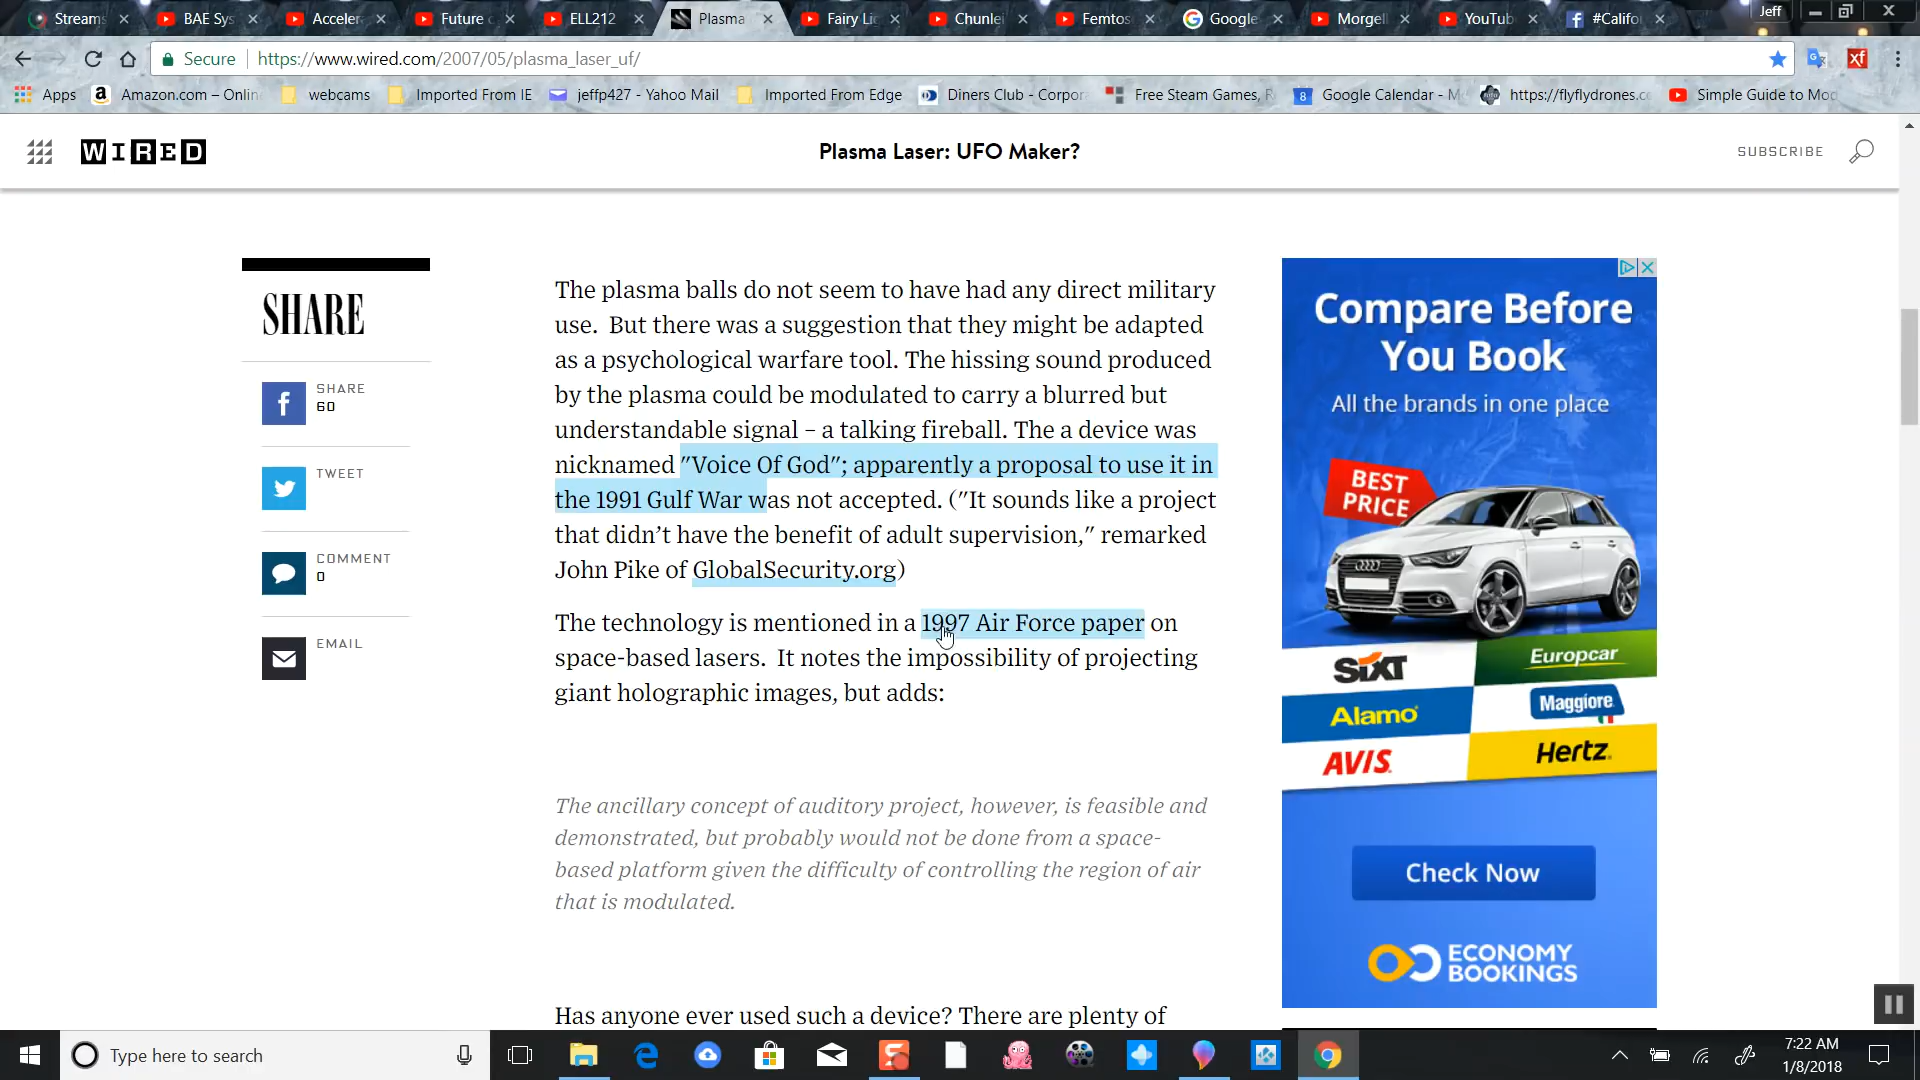 Streams
BAE Sys
Acceler
Future
ELL212
Plasma
Fairy Li
Chunlei
Femtos
Google
Morgell
YouTub
#Califo
Jeff
Secure
https://www.wired.com/2007/05/plasma_laser_uf/
Apps
Amazon.com – Onlin
webcams
Imported From IE
jeffp427 - Yahoo Mail
Imported From Edge
Diners Club - Corpor
Free Steam Games, R
Google Calendar - M
https://flyflydrones.cc
Simple Guide to Mod
WIRED
Plasma Laser: UFO Maker?
SUBSCRIBE
SHARE
SHARE
60
TWEET
COMMENT
0
EMAIL
The plasma balls do not seem to have had any direct military
use. But there was a suggestion that they might be adapted
as a psychological warfare tool. The hissing sound produced
by the plasma could be modulated to carry a blurred but
understandable signal – a talking fireball. The a device was
nicknamed "Voice Of God"; apparently a proposal to use it in
the 1991 Gulf War was not accepted. ("It sounds like a project
that didn't have the benefit of adult supervision," remarked
John Pike of GlobalSecurity.org)
The technology is mentioned in a 1997 Air Force paper on
space-based lasers. It notes the impossibility of projecting
giant holographic images, but adds:
The ancillary concept of auditory project, however, is feasible and
demonstrated, but probably would not be done from a space-
based platform given the difficulty of controlling the region of air
that is modulated.
Has anyone ever used such a device? There are plenty of
Compare Before
You Book
All the brands in one place
BEST
PRICE
SIXT
Europcar
Alamo
Maggiore
AVIS
Hertz
Check Now
ECONOMY
BOOKINGS
Type here to search
7:22 AM
1/8/2018